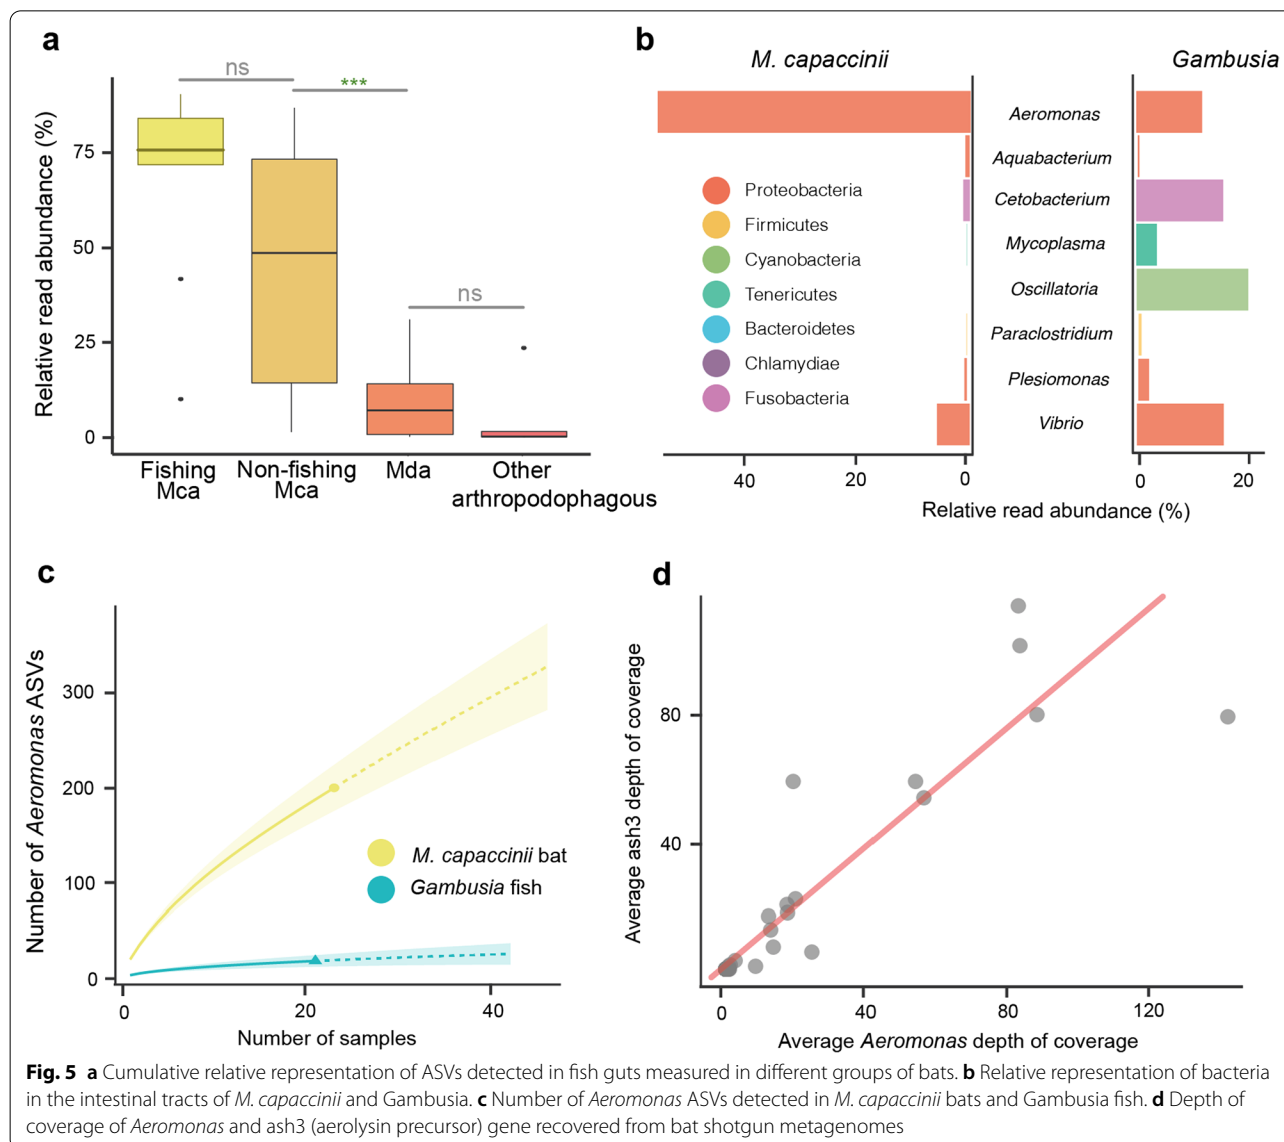 a
ns
***
ns
Relative read abundance (%)
75
50
25
0
Fishing
Mca
Non-fishing
Mca
Mda
Other
arthropodophagous
b
M. capaccinii
Gambusia
Aeromonas
Aquabacterium
Cetobacterium
Mycoplasma
Oscillatoria
Paraclostridium
Plesiomonas
Vibrio
Proteobacteria
Firmicutes
Cyanobacteria
Tenericutes
Bacteroidetes
Chlamydiae
Fusobacteria
40 20 0 0 20
Relative read abundance (%)
c
Number of Aeromonas ASVs
300
200
100
0
M. capaccinii bat
Gambusia fish
0 20 40
Number of samples
d
Average ash3 depth of coverage
80
40
0 40 80 120
Average Aeromonas depth of coverage
Fig. 5 a Cumulative relative representation of ASVs detected in fish guts measured in different groups of bats. b Relative representation of bacteria
in the intestinal tracts of M. capaccinii and Gambusia. c Number of Aeromonas ASVs detected in M. capaccinii bats and Gambusia fish. d Depth of
coverage of Aeromonas and ash3 (aerolysin precursor) gene recovered from bat shotgun metagenomes